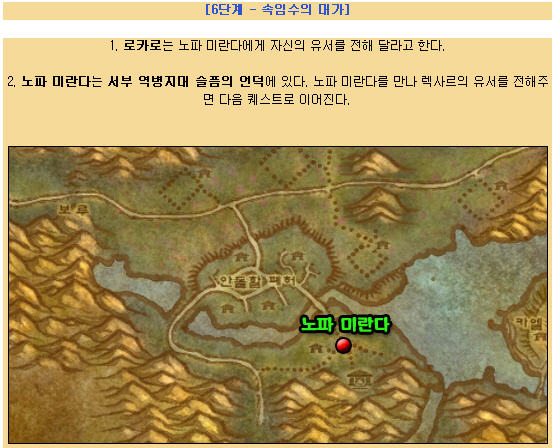 [6단계 - 속임수의 대가]
1. 로카로는 노파 미란다에게 자신의 유서를 전해 달라고 한다.
2. 노파 미란다는 서부 역병지대 슬픔의 언덕에 있다. 노파 미란다를 만나 렉사르의 유서를 전해주
면 다음 퀘스트로 이어진다.
보루
안돌할 폐허
노파 미란다
카엘